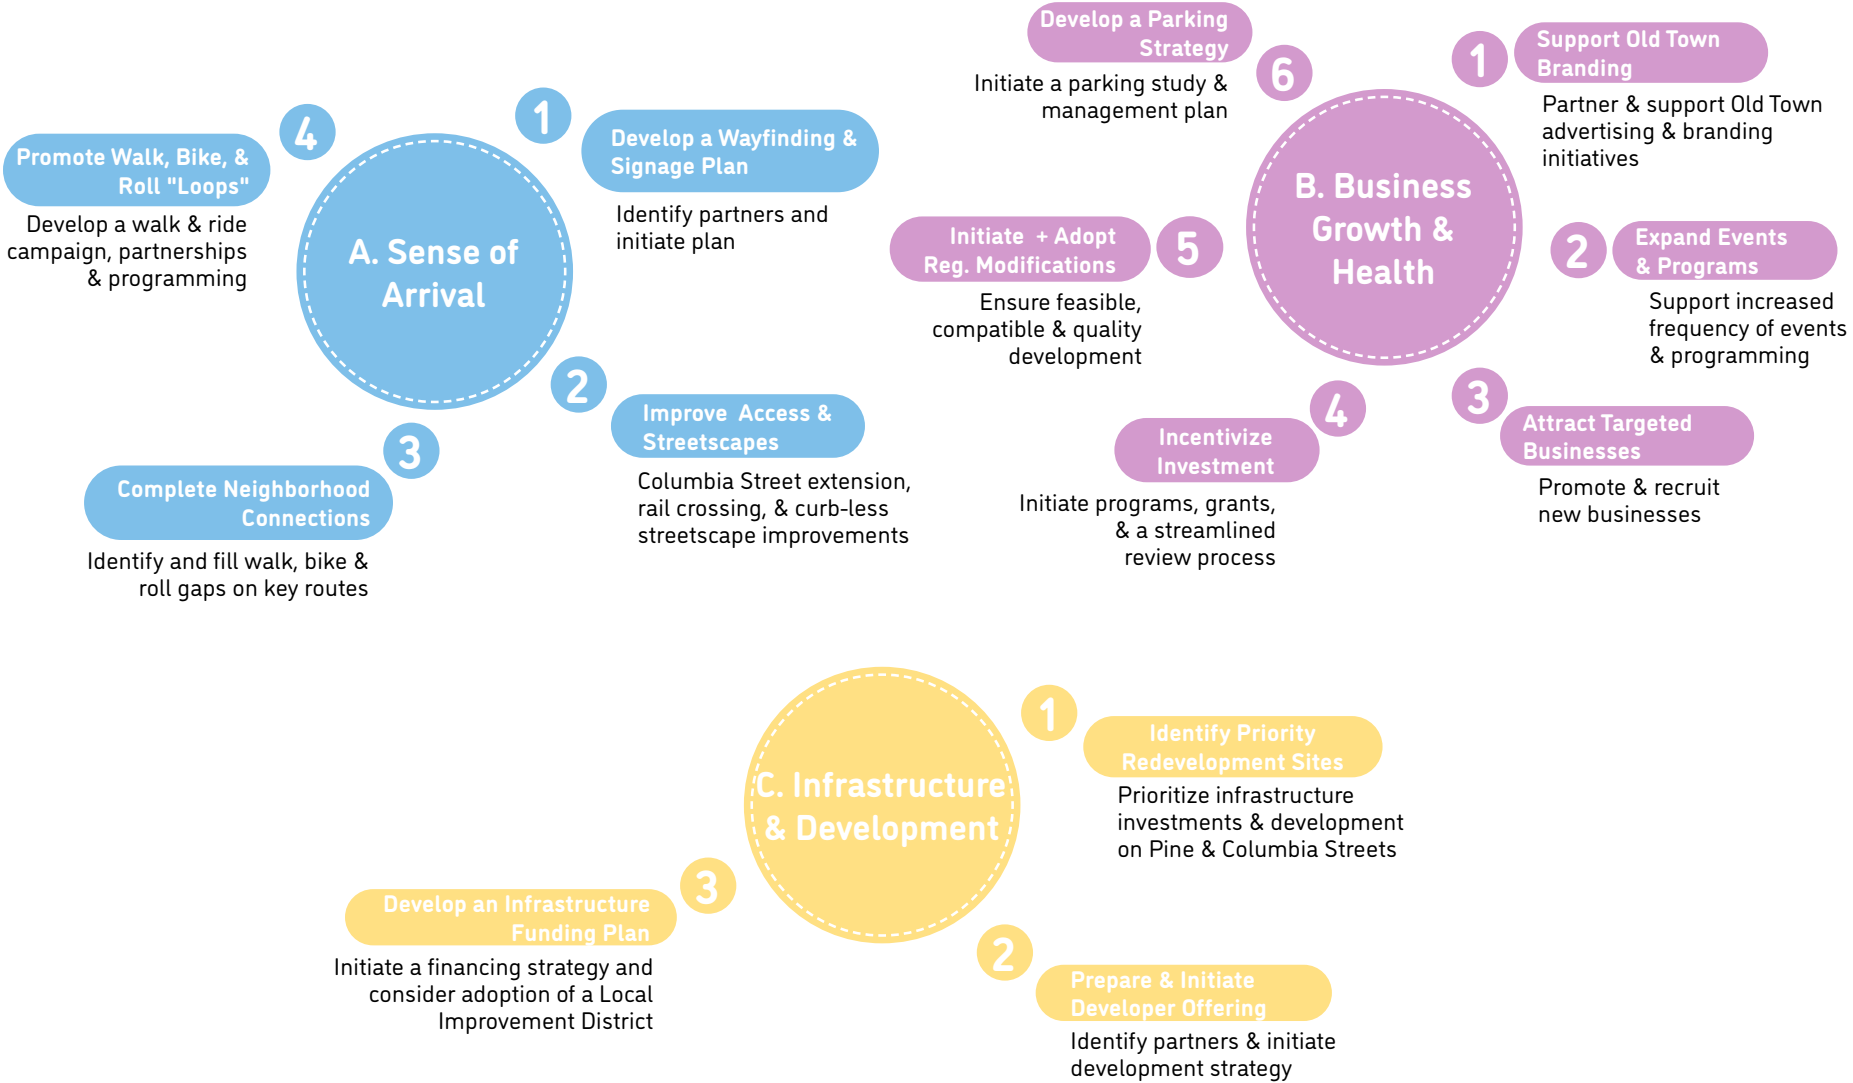 A. Sense of
Arrival
1
Develop a Wayfinding &
Signage Plan
Identify partners and
initiate plan
2
Improve Access &
Streetscapes
Columbia Street extension,
rail crossing, & curb-less
streetscape improvements
3
Complete Neighborhood
Connections
Identify and fill walk, bike &
roll gaps on key routes
4
Promote Walk, Bike, &
Roll "Loops"
Develop a walk & ride
campaign, partnerships
& programming
B. Business
Growth &
Health
1
Support Old Town
Branding
Partner & support Old Town
advertising & branding
initiatives
2
Expand Events
& Programs
Support increased
frequency of events
& programming
3
Attract Targeted
Businesses
Promote & recruit
new businesses
4
Incentivize
Investment
Initiate programs, grants,
& a streamlined
review process
5
Initiate + Adopt
Reg. Modifications
Ensure feasible,
compatible & quality
development
6
Develop a Parking
Strategy
Initiate a parking study &
management plan
C. Infrastructure
& Development
1
Identify Priority
Redevelopment Sites
Prioritize infrastructure
investments & development
on Pine & Columbia Streets
2
Prepare & Initiate
Developer Offering
Identify partners & initiate
development strategy
3
Develop an Infrastructure
Funding Plan
Initiate a financing strategy and
consider adoption of a Local
Improvement District